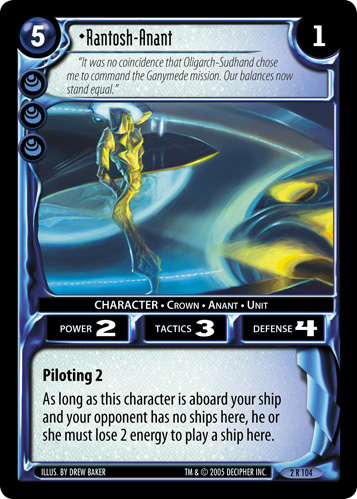 5
•Rantosh-Anant
1
"It was no coincidence that Oligarch-Sudhand chose
me to command the Ganymede mission. Our balances now
stand equal."
CHARACTER • CROWN • ANANT • UNIT
POWER 2
TACTICS 3
DEFENSE 4
Piloting 2
As long as this character is aboard your ship
and your opponent has no ships here, he or
she must lose 2 energy to play a ship here.
ILLUS. BY DREW BAKER
TM & © 2005 DECIPHER INC.
2 R 104